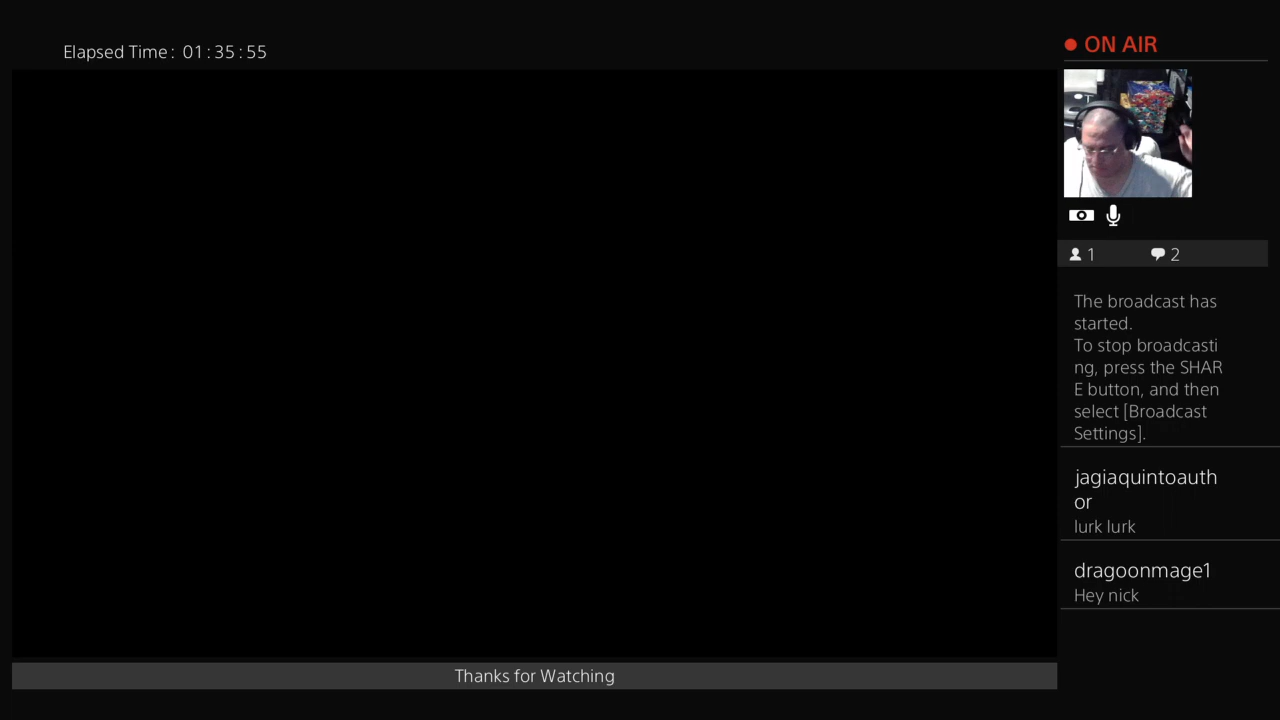 Elapsed Time: 01:35:55
ON AIR
1 2
The broadcast has
started.
To stop broadcasti
ng, press the SHAR
E button, and then
select [Broadcast
Settings].
jagiaquintoauth
or
lurk lurk
dragoonmage1
Hey nick
Thanks for Watching